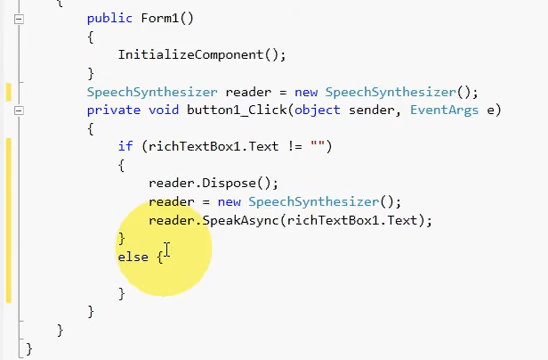 {
public Form1()
{
InitializeComponent();
}
SpeechSynthesizer reader = new SpeechSynthesizer();
private void button1_Click(object sender, EventArgs e)
{
if (richTextBox1.Text != "")
{
reader.Dispose();
reader = new SpeechSynthesizer();
reader.SpeakAsync(richTextBox1.Text);
}
else {
}
}
}
}